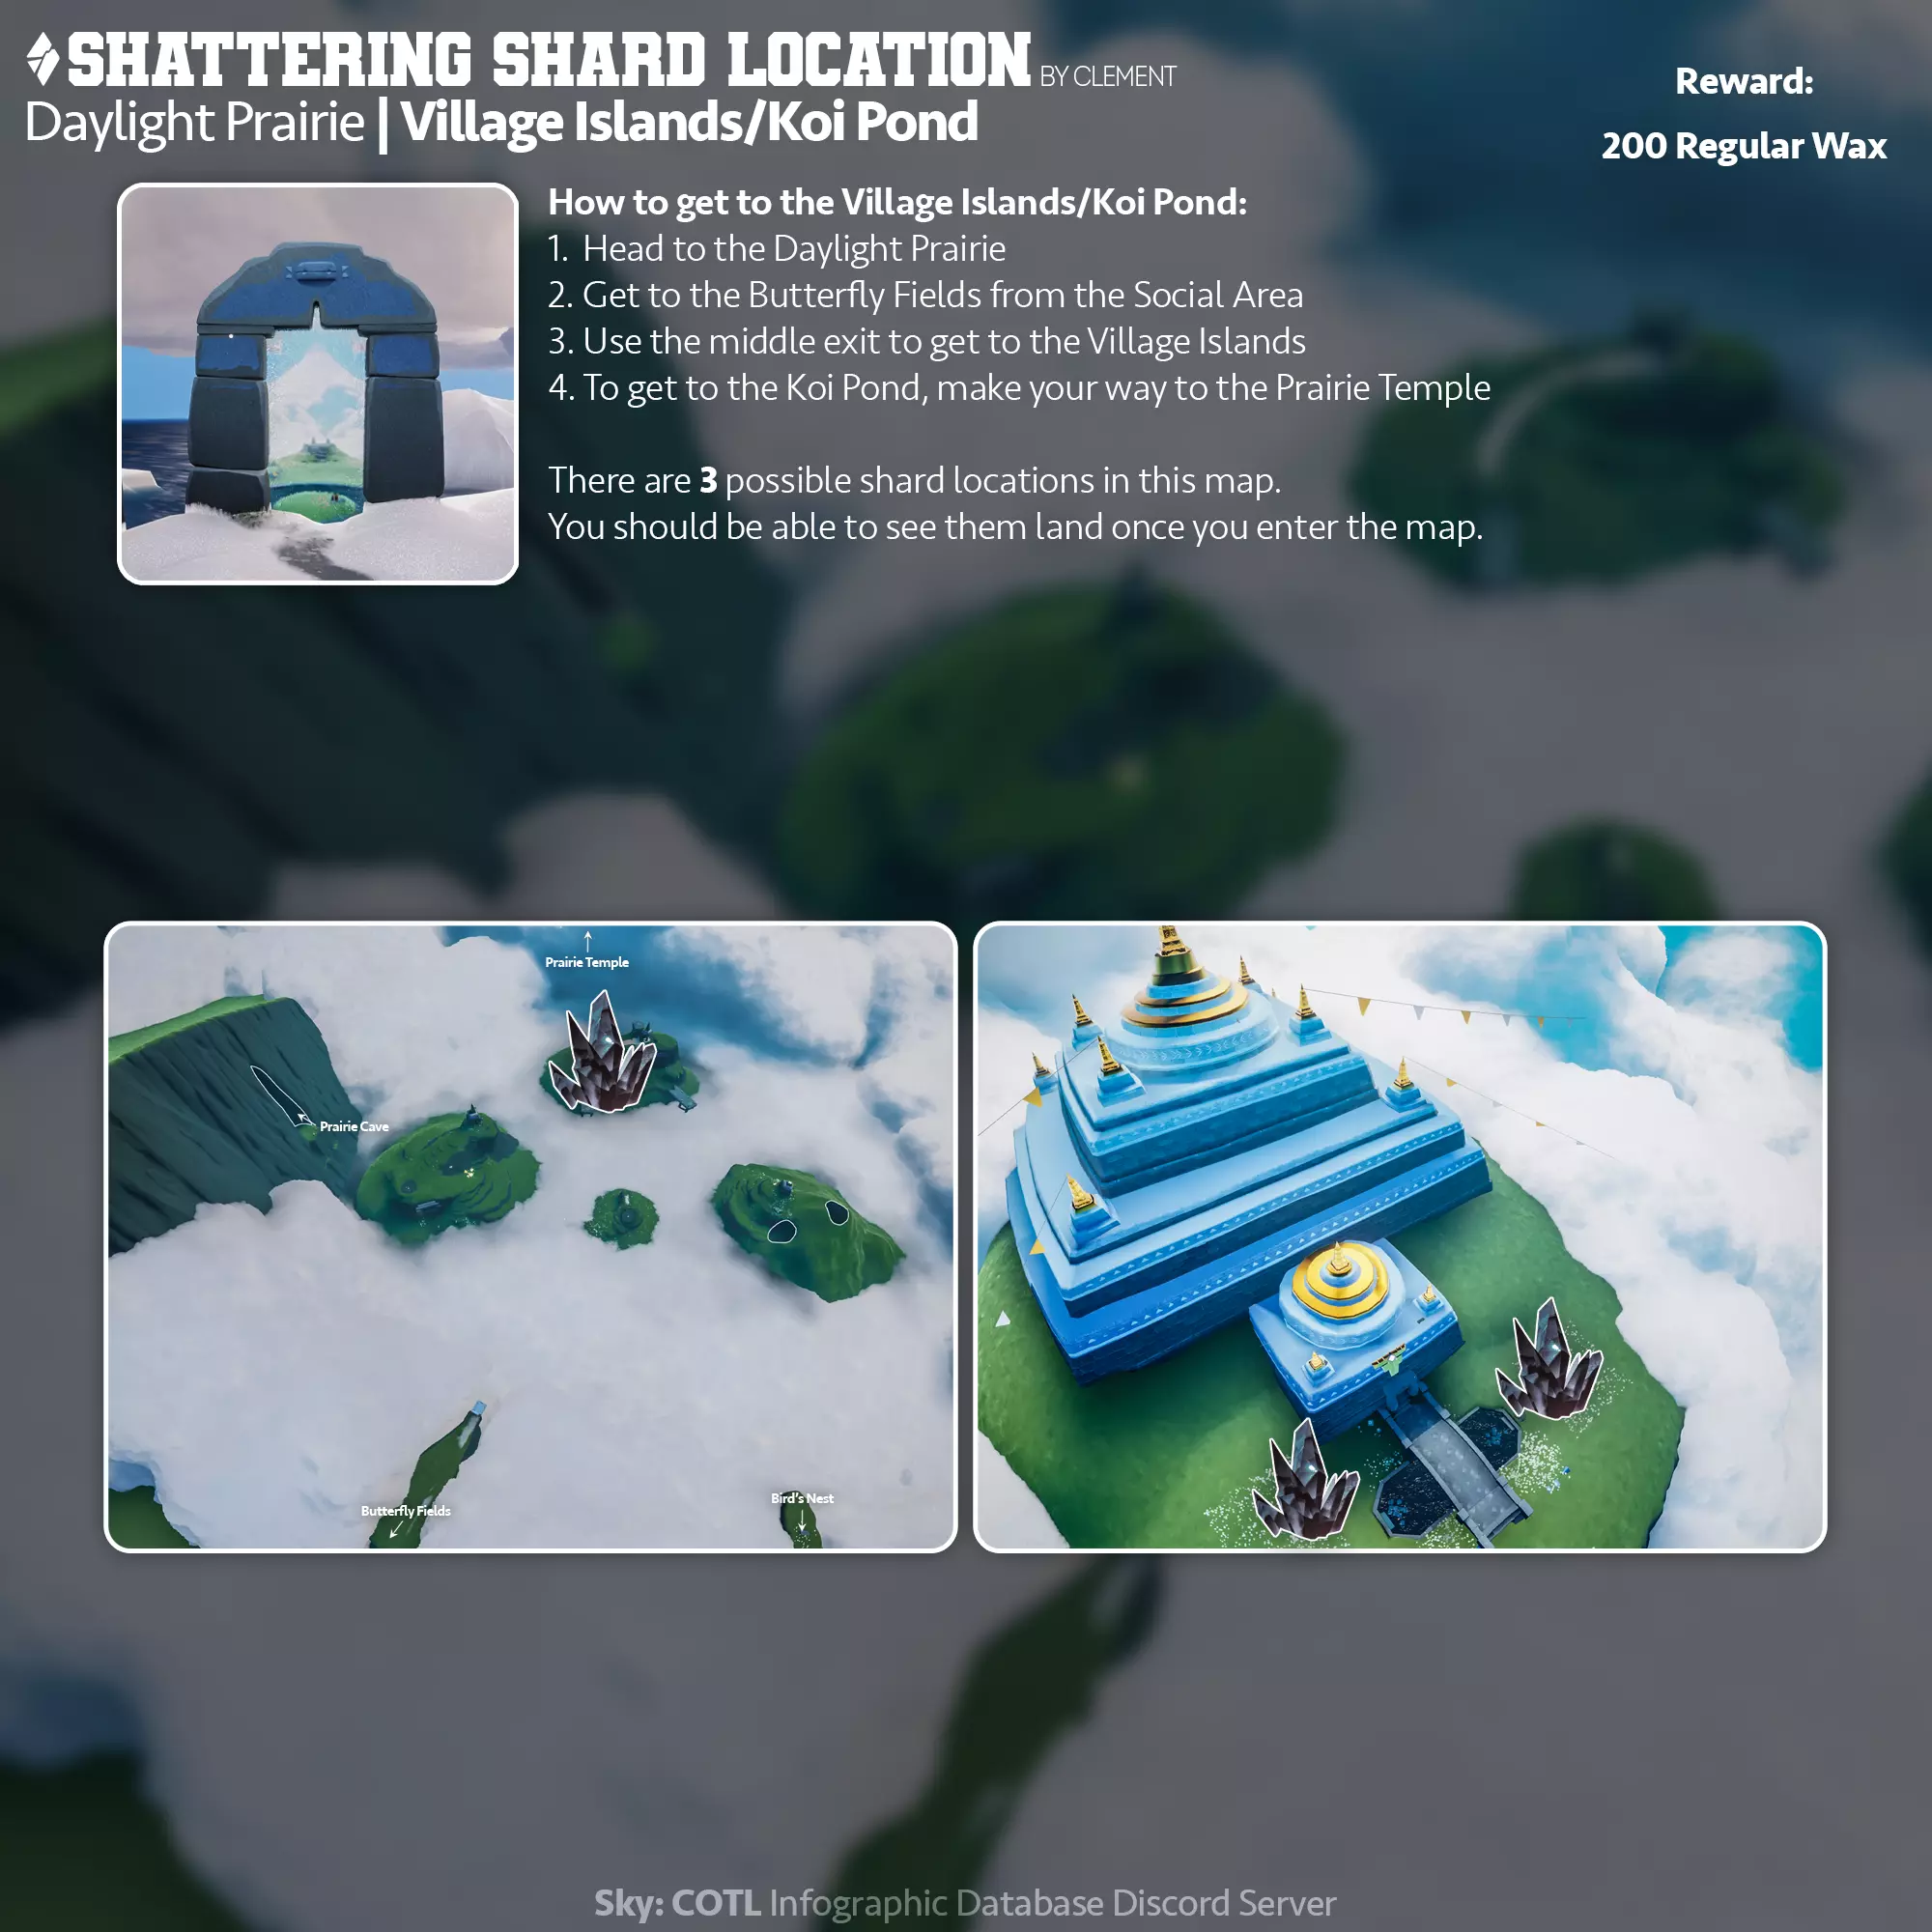 SHATTERING SHARD LOCATION BY CLEMENT
Daylight Prairie | Village Islands/Koi Pond
Reward:
200 Regular Wax
How to get to the Village Islands/Koi Pond:
1. Head to the Daylight Prairie
2. Get to the Butterfly Fields from the Social Area
3. Use the middle exit to get to the Village Islands
4. To get to the Koi Pond, make your way to the Prairie Temple
There are 3 possible shard locations in this map.
You should be able to see them land once you enter the map.
Prairie Temple
Prairie Cave
Butterfly Fields
Bird's Nest
Sky: COTL Infographic Database Discord Server